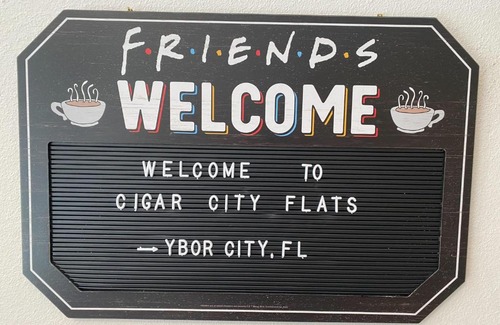 F•R•I•E•N•D•S
WELCOME
WELCOME TO
CIGAR CITY FLATS
→YBOR CITY, FL